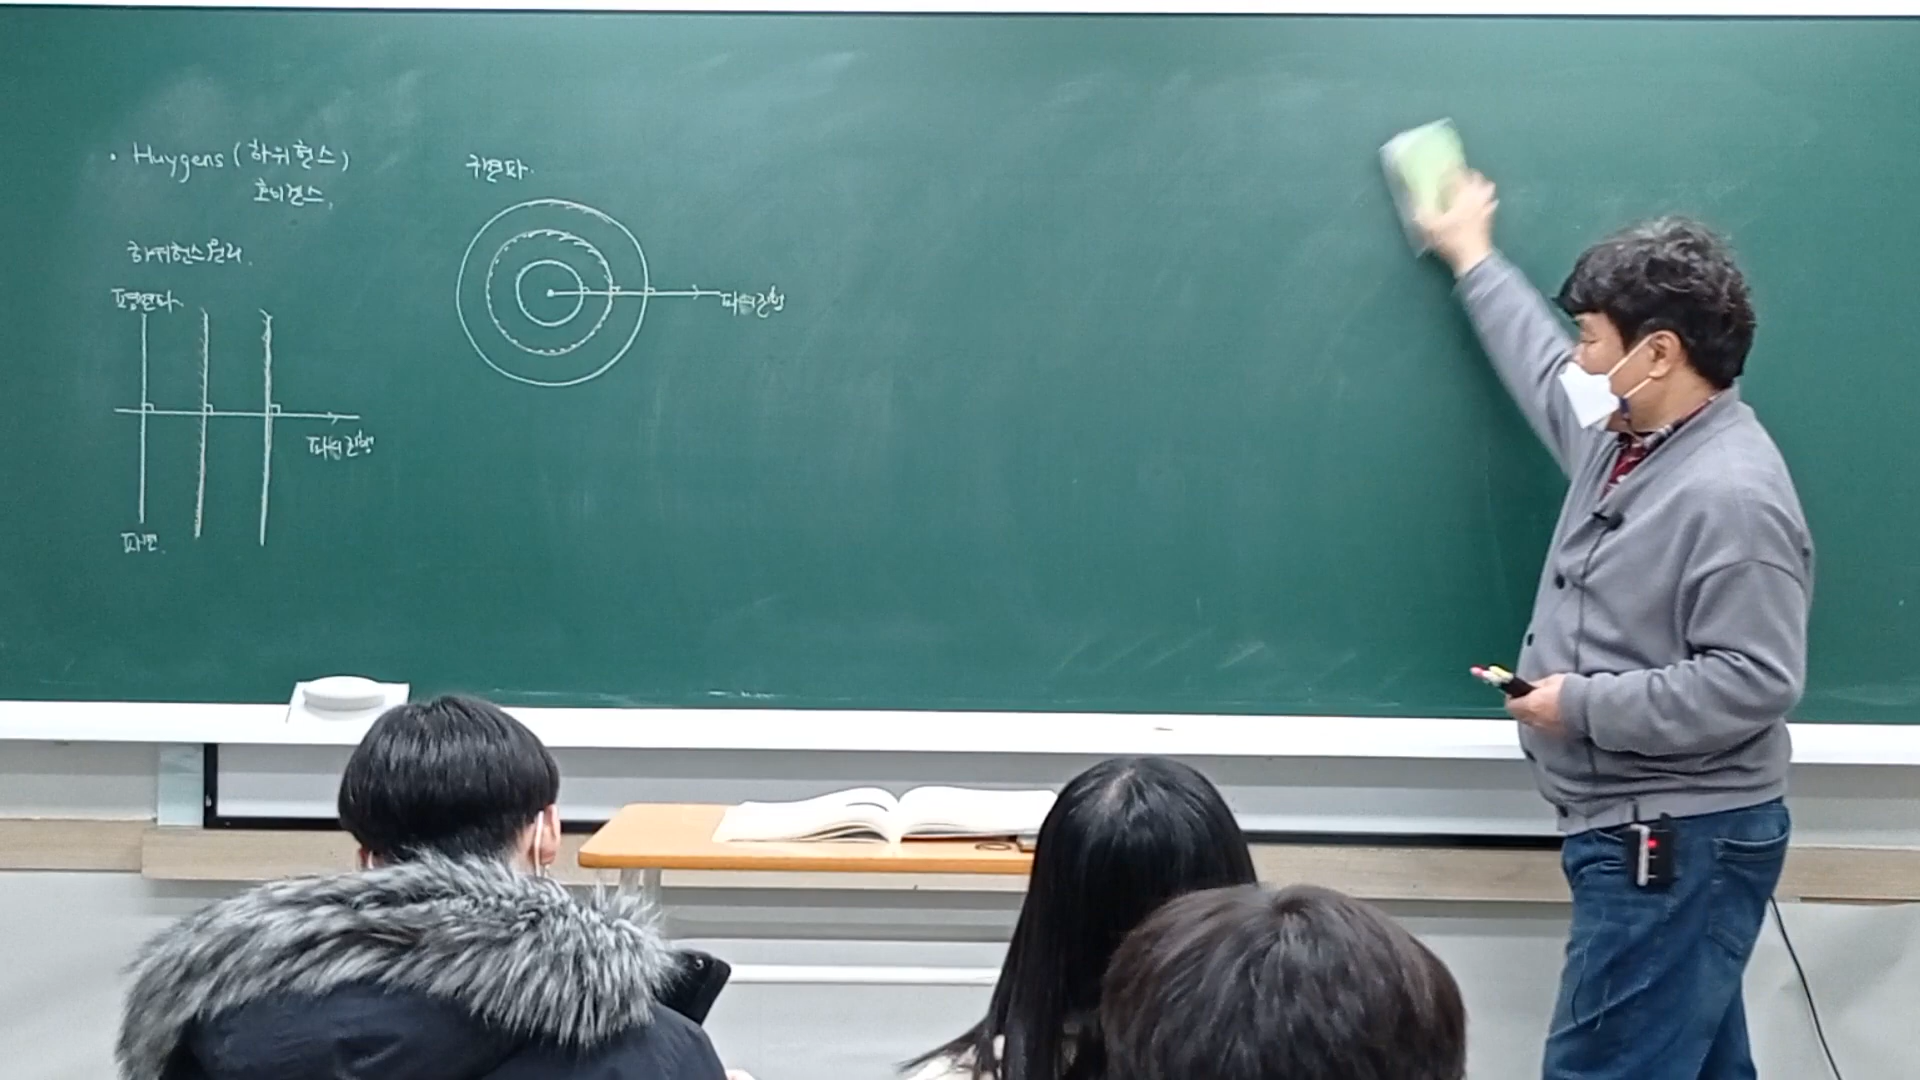 · Huygens (하위헌스)
호이겐스.
하위헌스원리.
평면파.
파의진행
파면.
구면파.
파의진행